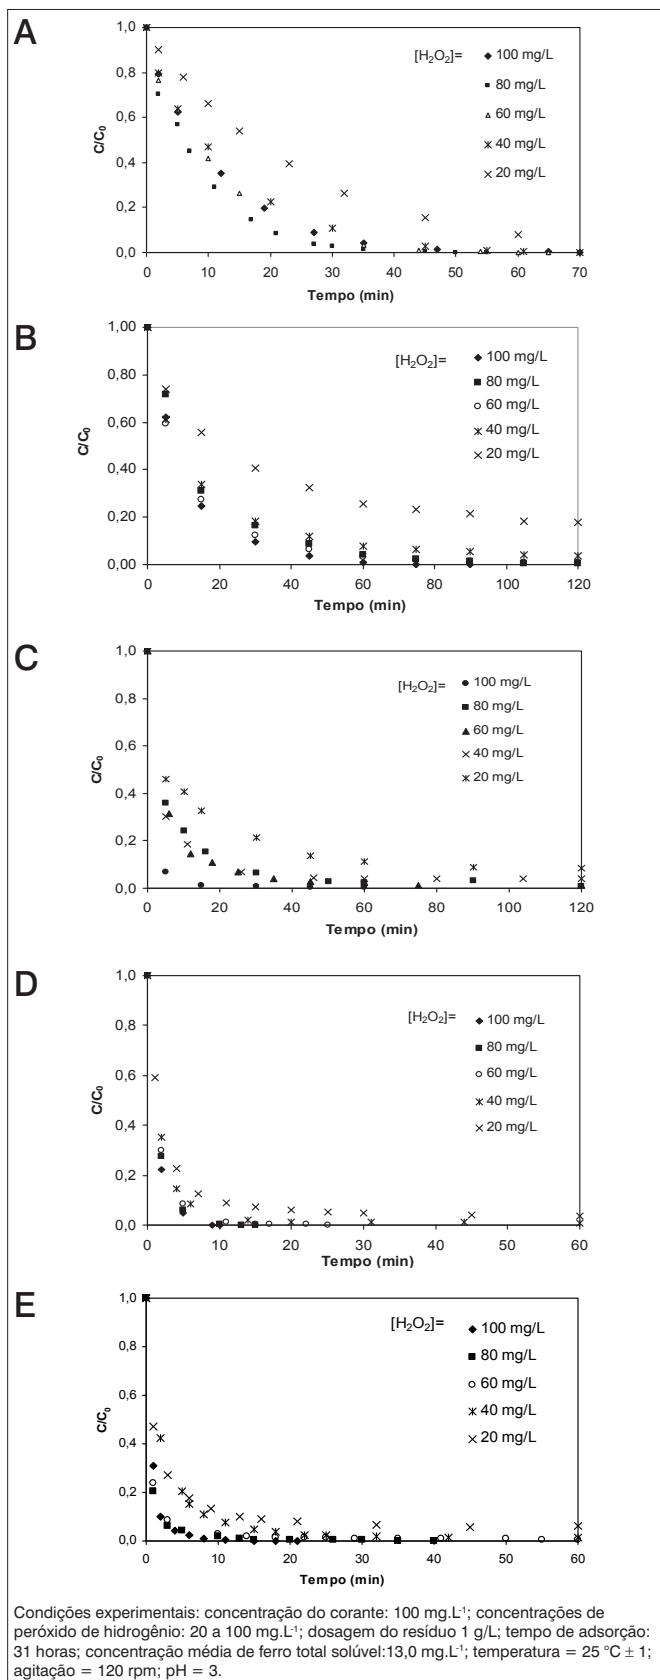 A
[H₂O₂]=
100 mg/L
80 mg/L
60 mg/L
40 mg/L
20 mg/L
C/C₀
1,0
0,8
0,6
0,4
0,2
0,0
0 10 20 30 40 50 60 70
Tempo (min)
B
[H₂O₂]=
100 mg/L
80 mg/L
60 mg/L
40 mg/L
20 mg/L
C/C₀
1,00
0,80
0,60
0,40
0,20
0,00
0 20 40 60 80 100 120
Tempo (min)
C
[H₂O₂]=
100 mg/L
80 mg/L
60 mg/L
40 mg/L
20 mg/L
C/C₀
1,0
0,8
0,6
0,4
0,2
0,0
0 20 40 60 80 100 120
Tempo (min)
D
[H₂O₂]=
100 mg/L
80 mg/L
60 mg/L
40 mg/L
20 mg/L
C/C₀
1,0
0,8
0,6
0,4
0,2
0,0
0 10 20 30 40 50 60
Tempo (min)
E
[H₂O₂]=
100 mg/L
80 mg/L
60 mg/L
40 mg/L
20 mg/L
C/C₀
1,0
0,8
0,6
0,4
0,2
0,0
0 10 20 30 40 50 60
Tempo (min)
Condições experimentais: concentração do corante: 100 mg.L⁻¹; concentrações de
peróxido de hidrogênio: 20 a 100 mg.L⁻¹; dosagem do resíduo 1 g/L; tempo de adsorção:
31 horas; concentração média de ferro total solúvel:13,0 mg.L⁻¹; temperatura = 25 °C ± 1;
agitação = 120 rpm; pH = 3.